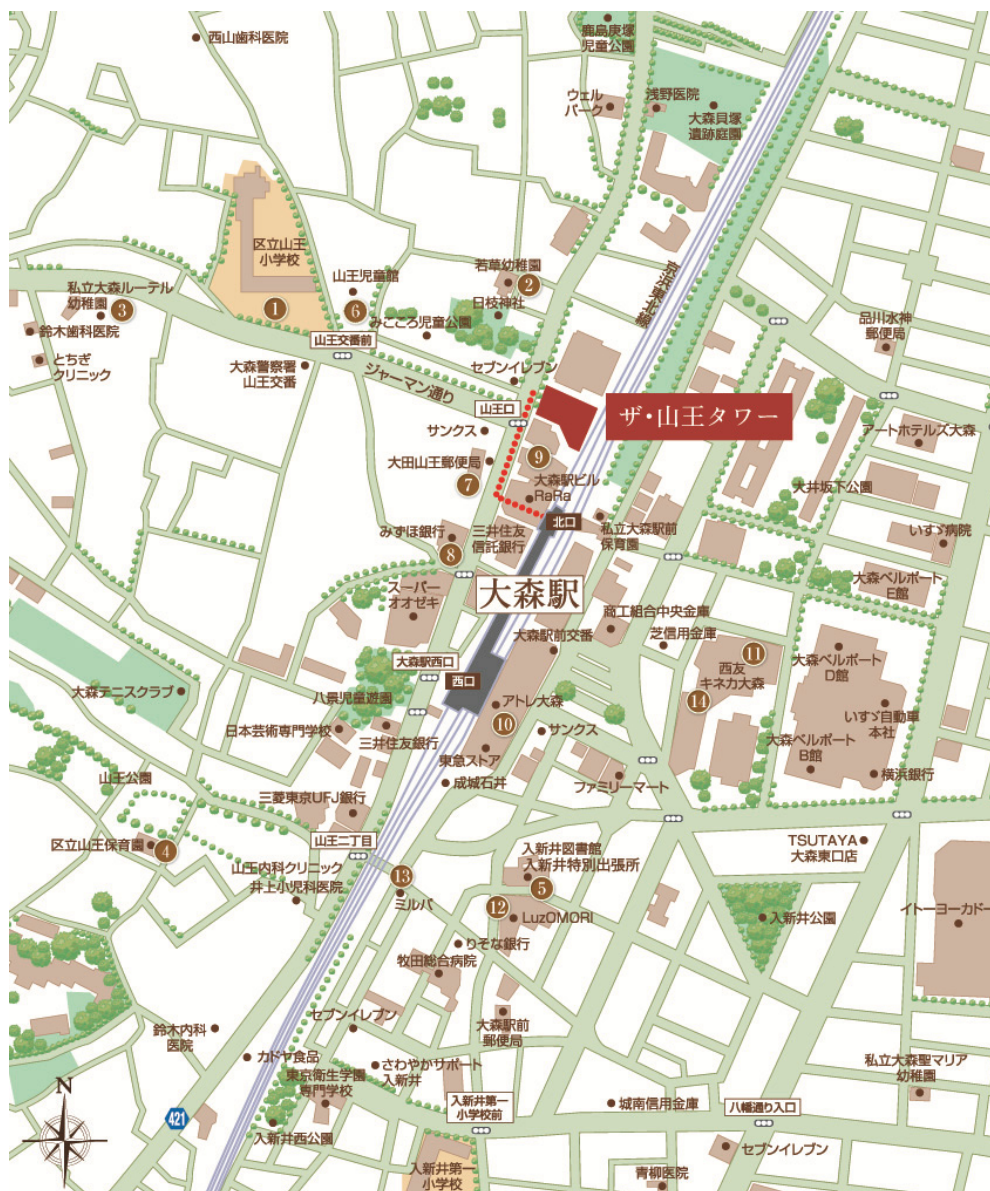 西山歯科医院
鹿島庚塚
児童公園
ウェル
パーク
浅野医院
大森貝塚
遺跡庭園
区立山王
小学校
京浜東北線
山王児童館
若草幼稚園
2
私立大森ルーテル
幼稚園
3
1
6
みこころ児童公園
日枝神社
鈴木歯科医院
山王交番前
品川水神
郵便局
とちぎ
クリニック
大森警察署
山王交番
ジャーマン通り
セブンイレブン
山王口
ザ・山王タワー
サンクス
アートホテルズ大森
大田山王郵便局
7
9
大森駅ビル
RaRa
大井坂下公園
北口
みずほ銀行
8
三井住友
信託銀行
私立大森駅前
保育園
いすゞ病院
スーパー
オオゼキ
大森駅
大森ベルポート
E館
商工組合中央金庫
大森駅前交番
芝信用金庫
大森駅西口
西口
11
西友
キネカ大森
大森ベルポート
D館
大森テニスクラブ
八景児童遊園
アトレ大森
10
14
いすゞ自動車
本社
日本芸術専門学校
三井住友銀行
サンクス
大森ベルポート
B館
東急ストア
山王公園
成城石井
ファミリーマート
横浜銀行
三菱東京UFJ銀行
区立山王保育園
4
山王二丁目
TSUTAYA
大森東口店
山王内科クリニック
井上小児科医院
13
ミルパ
入新井図書館
入新井特別出張所
5
12
LuzOMORI
入新井公園
イトーヨーカドー
りそな銀行
牧田総合病院
セブンイレブン
大森駅前
郵便局
鈴木内科
医院
カドヤ食品
さわやかサポート
入新井
東京衛生学園
専門学校
私立大森聖マリア
幼稚園
N
421
入新井第一
小学校前
城南信用金庫
八幡通り入口
入新井西公園
セブンイレブン
入新井第一
小学校
青柳医院